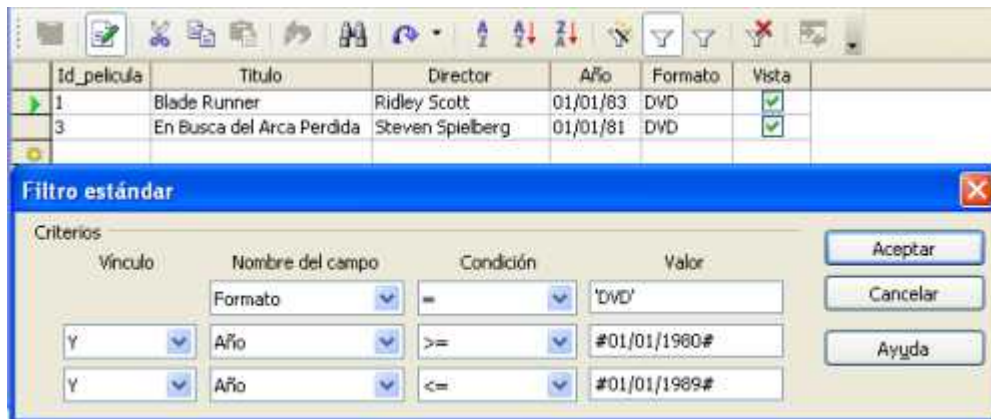 Id_pelicula Titulo Director Año Formato Vista
1 Blade Runner Ridley Scott 01/01/83 DVD
3 En Busca del Arca Perdida Steven Spielberg 01/01/81 DVD
Filtro estándar
Criterios
Vínculo Nombre del campo Condición Valor
Formato = 'DVD'
Y Año >= #01/01/1980#
Y Año <= #01/01/1989#
Aceptar
Cancelar
Ayuda